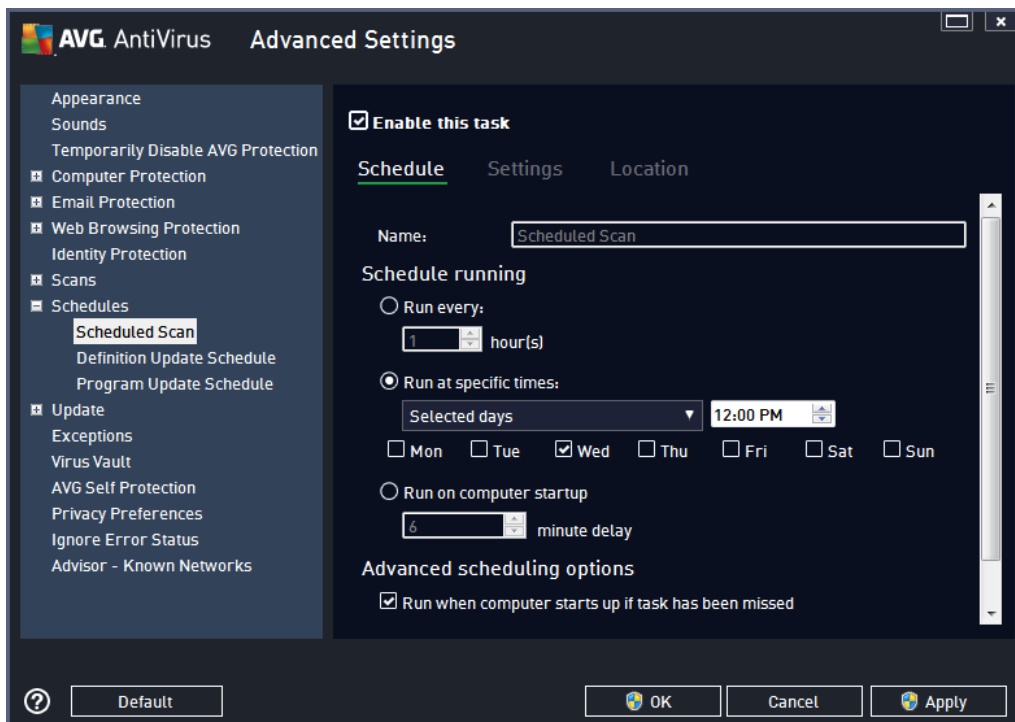 AVG AntiVirus Advanced Settings
Appearance
Sounds
Temporarily Disable AVG Protection
Computer Protection
Email Protection
Web Browsing Protection
Identity Protection
Scans
Schedules
Scheduled Scan
Definition Update Schedule
Program Update Schedule
Update
Exceptions
Virus Vault
AVG Self Protection
Privacy Preferences
Ignore Error Status
Advisor - Known Networks
Enable this task
Schedule Settings Location
Name: Scheduled Scan
Schedule running
Run every:
1 hour(s)
Run at specific times:
Selected days 12:00 PM
Mon Tue Wed Thu Fri Sat Sun
Run on computer startup
6 minute delay
Advanced scheduling options
Run when computer starts up if task has been missed
? Default OK Cancel Apply